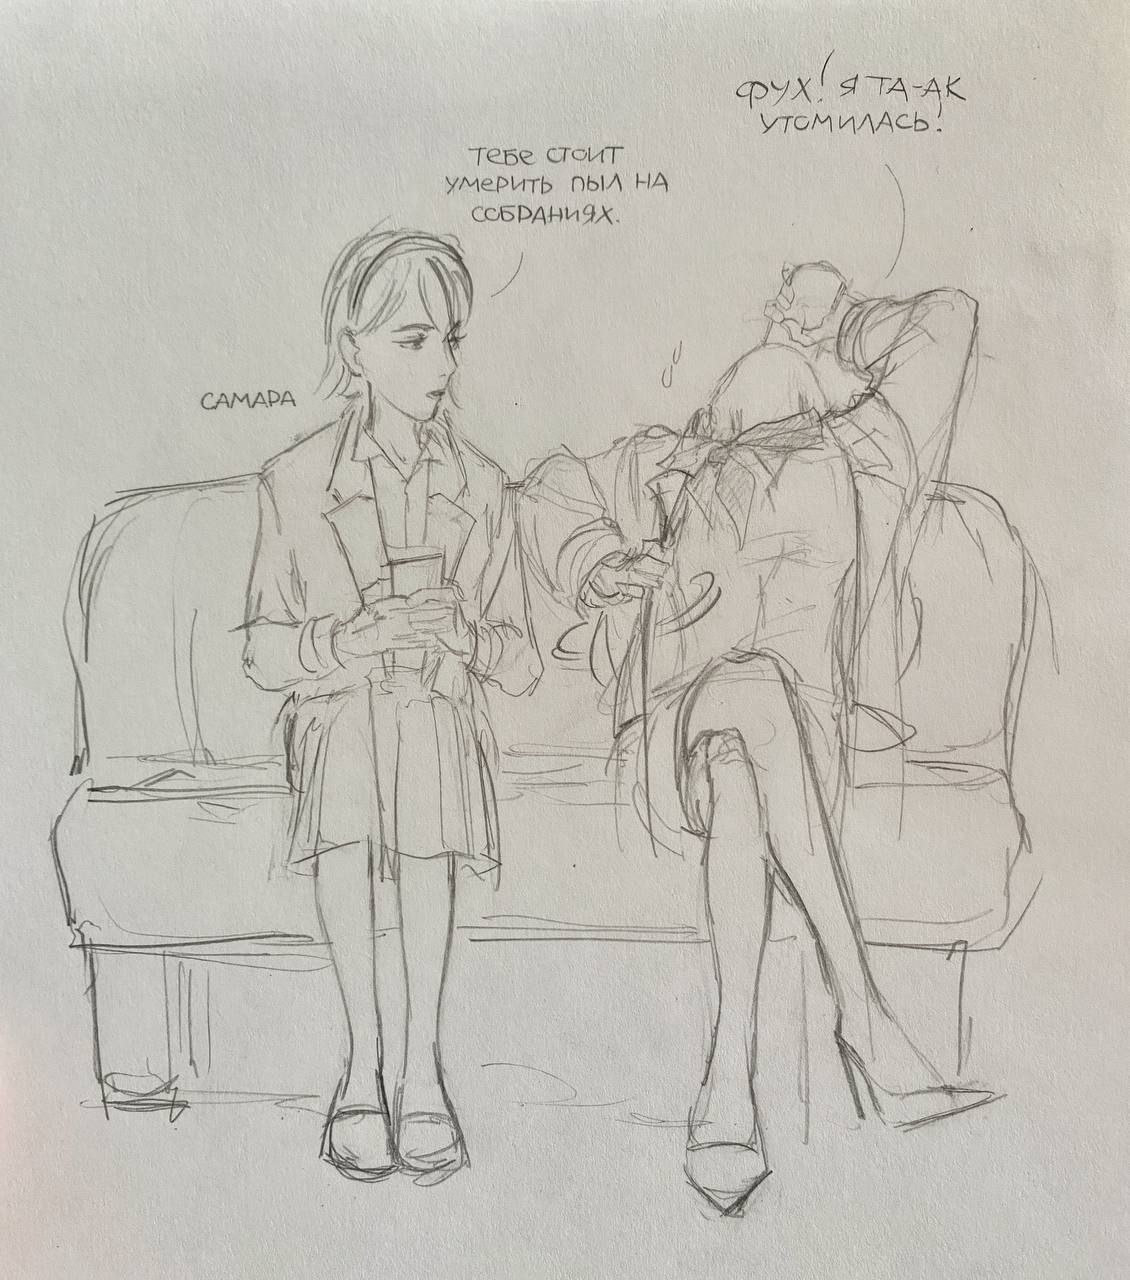 ФУХ! Я ТА-АК
УТОМИЛАСЬ!
ТЕБЕ СТОИТ
УМЕРИТЬ ПЫЛ НА
СОБРАНИЯХ.
САМАРА